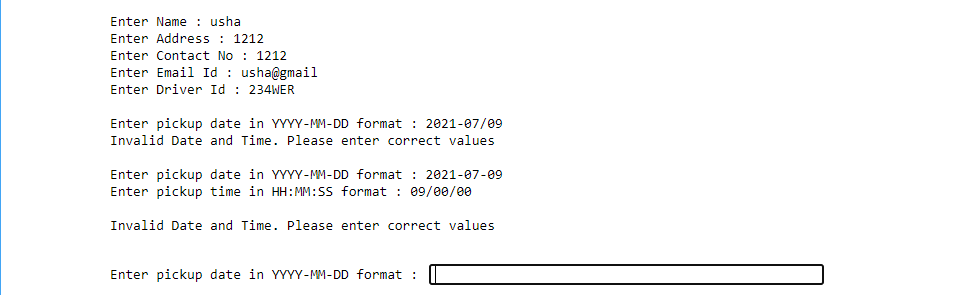 Enter Name : usha
Enter Address : 1212
Enter Contact No : 1212
Enter Email Id : usha@gmail
Enter Driver Id : 234WER
Enter pickup date in YYYY-MM-DD format : 2021-07/09
Invalid Date and Time. Please enter correct values
Enter pickup date in YYYY-MM-DD format : 2021-07-09
Enter pickup time in HH:MM:SS format : 09/00/00
Invalid Date and Time. Please enter correct values
Enter pickup date in YYYY-MM-DD format :